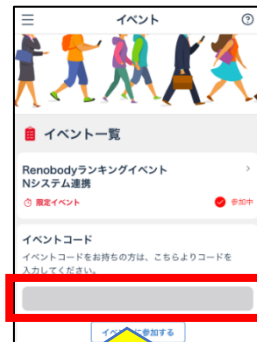 イベント
?
イベント一覧
Renobodyランキングイベント
Nシステム連携
限定イベント
参加中
イベントコード
イベントコードをお持ちの方は、こちらよりコードを
入力してください。
イベントに参加する